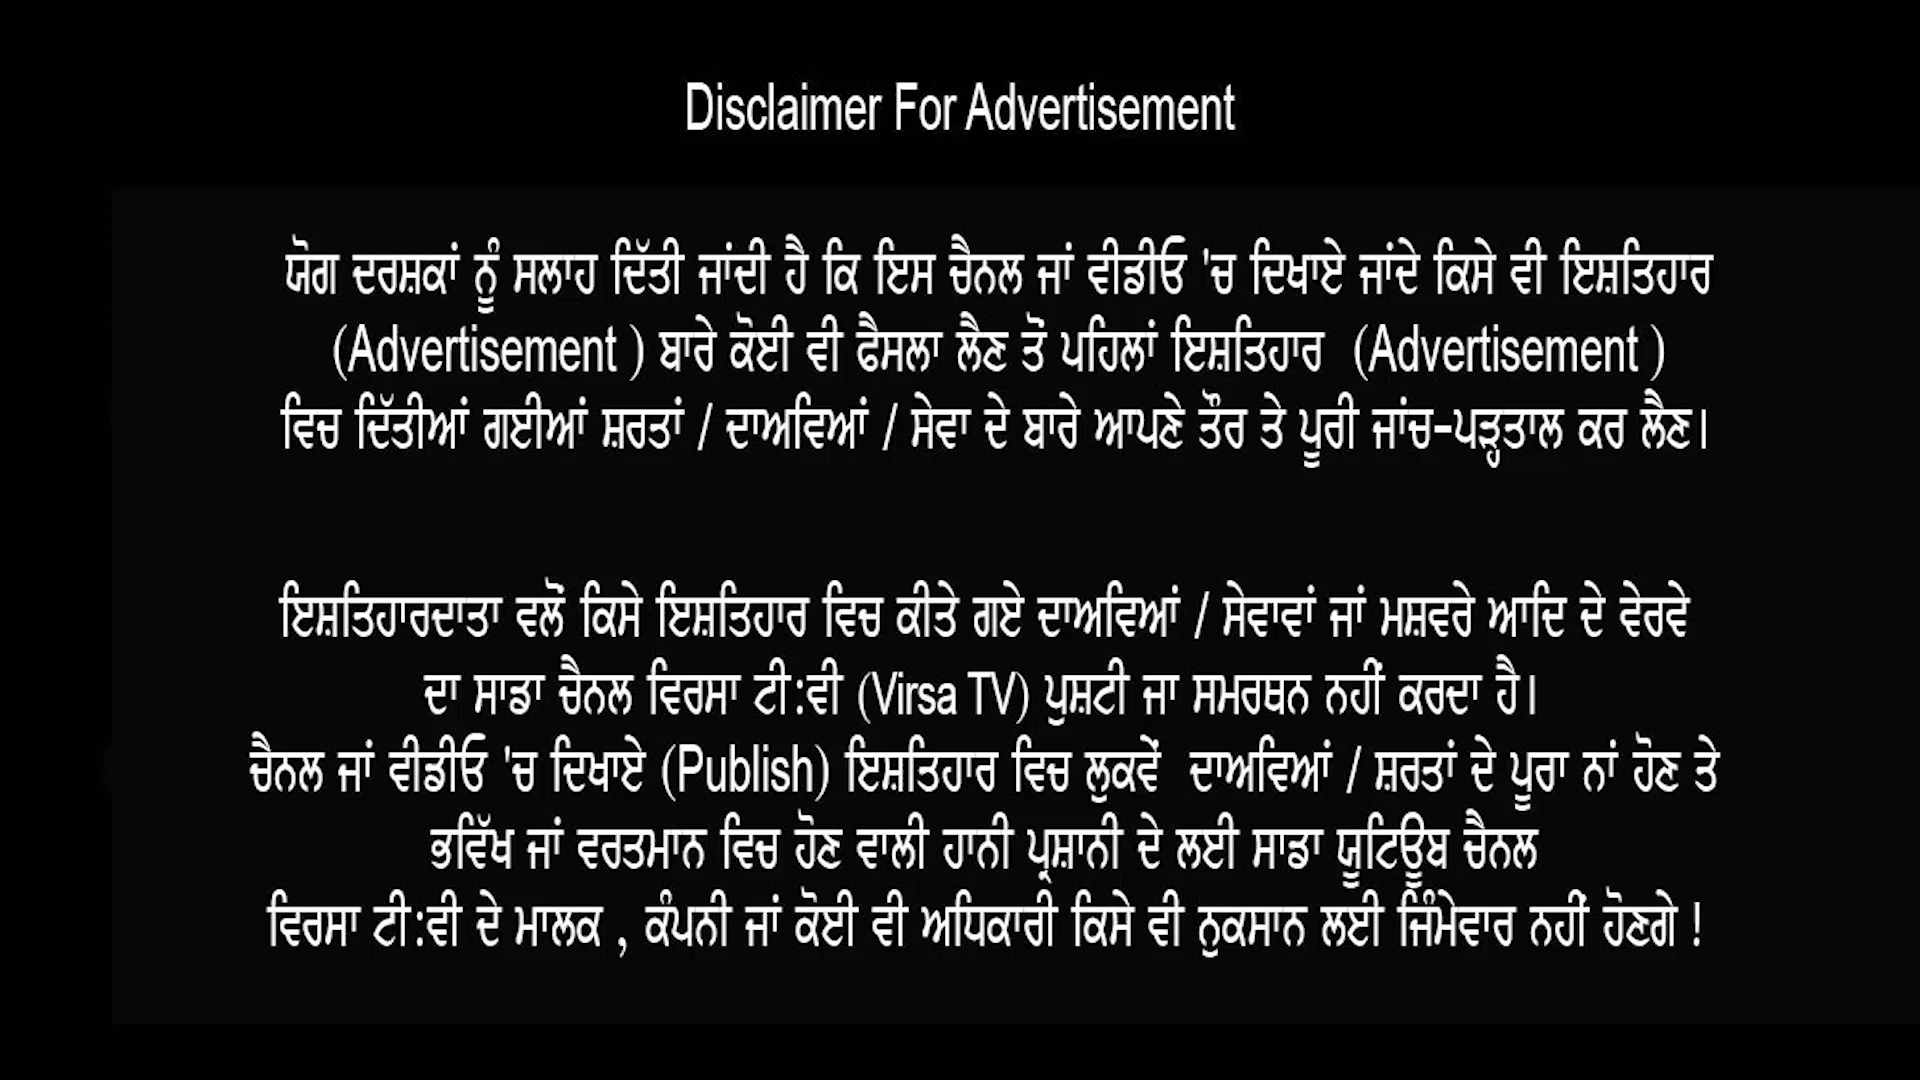 Disclaimer For Advertisement
ਯੋਗ ਦਰਸ਼ਕਾਂ ਨੂੰ ਸਲਾਹ ਦਿੱਤੀ ਜਾਂਦੀ ਹੈ ਕਿ ਇਸ ਚੈਨਲ ਜਾਂ ਵੀਡੀਓ 'ਚ ਦਿਖਾਏ ਜਾਂਦੇ ਕਿਸੇ ਵੀ ਇਸ਼ਤਿਹਾਰ
(Advertisement ) ਬਾਰੇ ਕੋਈ ਵੀ ਫੈਸਲਾ ਲੈਣ ਤੋਂ ਪਹਿਲਾਂ ਇਸ਼ਤਿਹਾਰ (Advertisement )
ਵਿਚ ਦਿੱਤੀਆਂ ਗਈਆਂ ਸ਼ਰਤਾਂ / ਦਾਅਵਿਆਂ / ਸੇਵਾ ਦੇ ਬਾਰੇ ਆਪਣੇ ਤੌਰ ਤੇ ਪੂਰੀ ਜਾਂਚ-ਪੜ੍ਹਤਾਲ ਕਰ ਲੈਣ।
ਇਸ਼ਤਿਹਾਰਦਾਤਾ ਵਲੋਂ ਕਿਸੇ ਇਸ਼ਤਿਹਾਰ ਵਿਚ ਕੀਤੇ ਗਏ ਦਾਅਵਿਆਂ / ਸੇਵਾਵਾਂ ਜਾਂ ਮਸ਼ਵਰੇ ਆਦਿ ਦੇ ਵੇਰਵੇ
ਦਾ ਸਾਡਾ ਚੈਨਲ ਵਿਰਸਾ ਟੀ:ਵੀ (Virsa TV) ਪੁਸ਼ਟੀ ਜਾ ਸਮਰਥਨ ਨਹੀਂ ਕਰਦਾ ਹੈ।
ਚੈਨਲ ਜਾਂ ਵੀਡੀਓ 'ਚ ਦਿਖਾਏ (Publish) ਇਸ਼ਤਿਹਾਰ ਵਿਚ ਲੁਕਵੇਂ ਦਾਅਵਿਆਂ / ਸ਼ਰਤਾਂ ਦੇ ਪੂਰਾ ਨਾਂ ਹੋਣ ਤੇ
ਭਵਿੱਖ ਜਾਂ ਵਰਤਮਾਨ ਵਿਚ ਹੋਣ ਵਾਲੀ ਹਾਨੀ ਪ੍ਰਸ਼ਾਨੀ ਦੇ ਲਈ ਸਾਡਾ ਯੂਟਿਊਬ ਚੈਨਲ
ਵਿਰਸਾ ਟੀ:ਵੀ ਦੇ ਮਾਲਕ , ਕੰਪਨੀ ਜਾਂ ਕੋਈ ਵੀ ਅਧਿਕਾਰੀ ਕਿਸੇ ਵੀ ਨੁਕਸਾਨ ਲਈ ਜਿੰਮੇਵਾਰ ਨਹੀਂ ਹੋਣਗੇ !